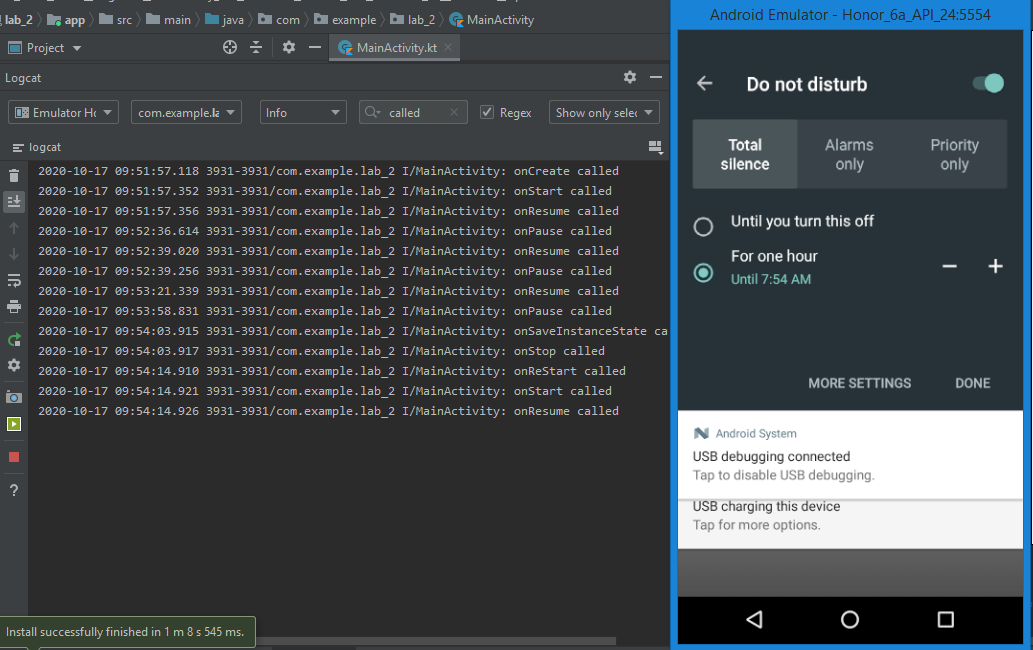 lab_2 app src main java com example lab_2 MainActivity
Project MainActivity.kt
Logcat
com.example.la Info called Regex Show only selec
logcat
2020-10-17 09:51:57.118 3931-3931/com.example.lab_2 I/MainActivity: onCreate called
2020-10-17 09:51:57.352 3931-3931/com.example.lab_2 I/MainActivity: onStart called
2020-10-17 09:51:57.356 3931-3931/com.example.lab_2 I/MainActivity: onResume called
2020-10-17 09:52:36.614 3931-3931/com.example.lab_2 I/MainActivity: onPause called
2020-10-17 09:52:39.020 3931-3931/com.example.lab_2 I/MainActivity: onResume called
2020-10-17 09:52:39.256 3931-3931/com.example.lab_2 I/MainActivity: onPause called
2020-10-17 09:53:21.339 3931-3931/com.example.lab_2 I/MainActivity: onResume called
2020-10-17 09:53:58.831 3931-3931/com.example.lab_2 I/MainActivity: onPause called
2020-10-17 09:54:03.915 3931-3931/com.example.lab_2 I/MainActivity: onSaveInstanceState ca
2020-10-17 09:54:03.917 3931-3931/com.example.lab_2 I/MainActivity: onStop called
2020-10-17 09:54:14.910 3931-3931/com.example.lab_2 I/MainActivity: onReStart called
2020-10-17 09:54:14.921 3931-3931/com.example.lab_2 I/MainActivity: onStart called
2020-10-17 09:54:14.926 3931-3931/com.example.lab_2 I/MainActivity: onResume called
Install successfully finished in 1 m 8 s 545 ms.
Android Emulator - Honor_6a_API_24:5554
Do not disturb
Total silence
Alarms only
Priority only
Until you turn this off
For one hour
Until 7:54 AM
MORE SETTINGS DONE
Android System
USB debugging connected
Tap to disable USB debugging.
USB charging this device
Tap for more options.